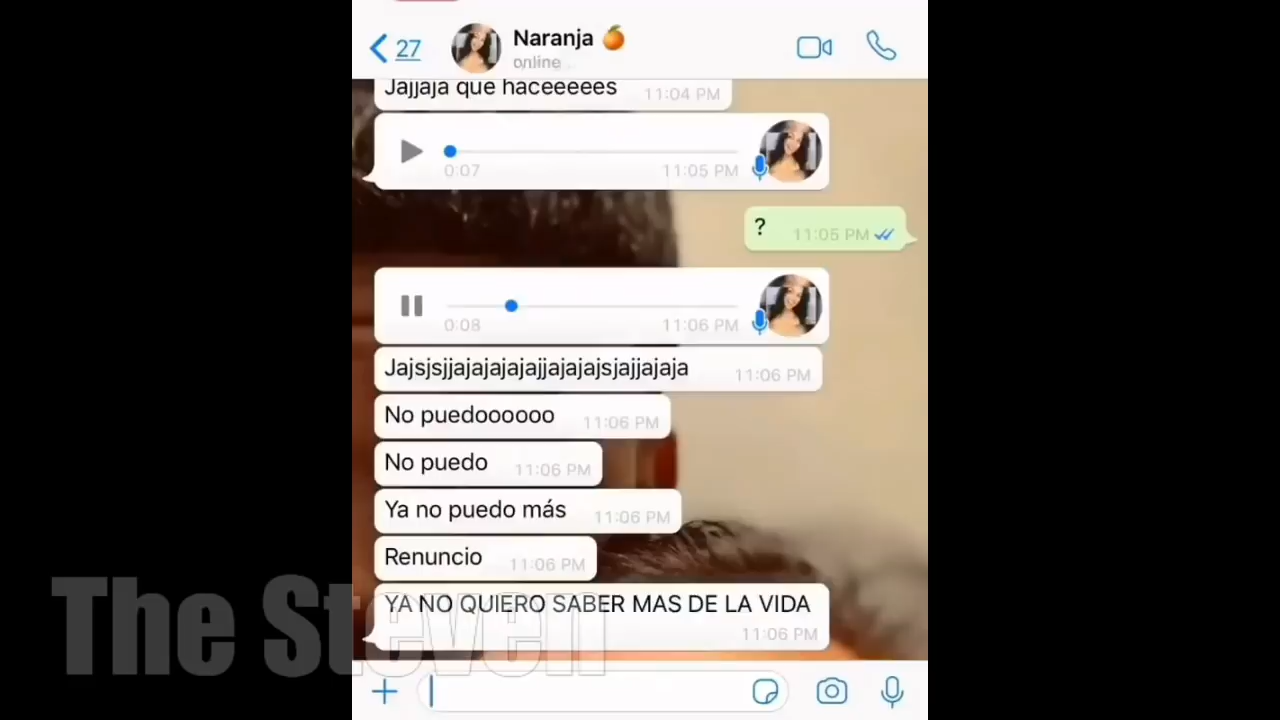 27
Naranja 🍊
online
Jajjaja que haceeeees 11:04 PM
0:07 11:05 PM
? 11:05 PM
0:08 11:06 PM
Jajsjsjjajajajajajjajajajsjajjajaja 11:06 PM
No puedoooooo 11:06 PM
No puedo 11:06 PM
Ya no puedo más 11:06 PM
Renuncio 11:06 PM
YA NO QUIERO SABER MAS DE LA VIDA
11:06 PM
The Steven